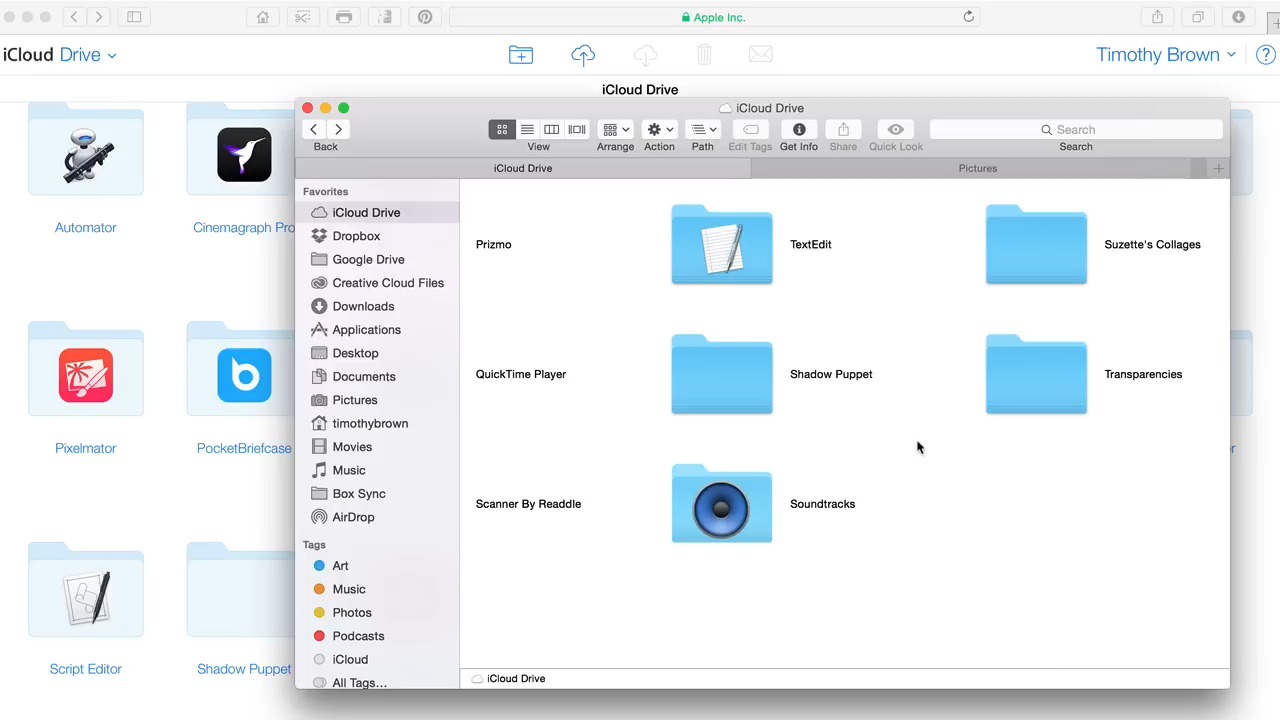 Apple Inc.
iCloud Drive
Timothy Brown
?
iCloud Drive
Automator
Cinemagraph Pro
Pixelmator
PocketBriefcase
Script Editor
Shadow Puppet
iCloud Drive
Back
View
Arrange
Action
Path
Edit Tags
Get Info
Share
Quick Look
Search
Search
iCloud Drive
Pictures
Favorites
iCloud Drive
Dropbox
Google Drive
Creative Cloud Files
Downloads
Applications
Desktop
Documents
Pictures
timothybrown
Movies
Music
Box Sync
AirDrop
Tags
Art
Music
Photos
Podcasts
iCloud
All Tags...
Prizmo
TextEdit
Suzette's Collages
QuickTime Player
Shadow Puppet
Transparencies
Scanner By Readdle
Soundtracks
iCloud Drive